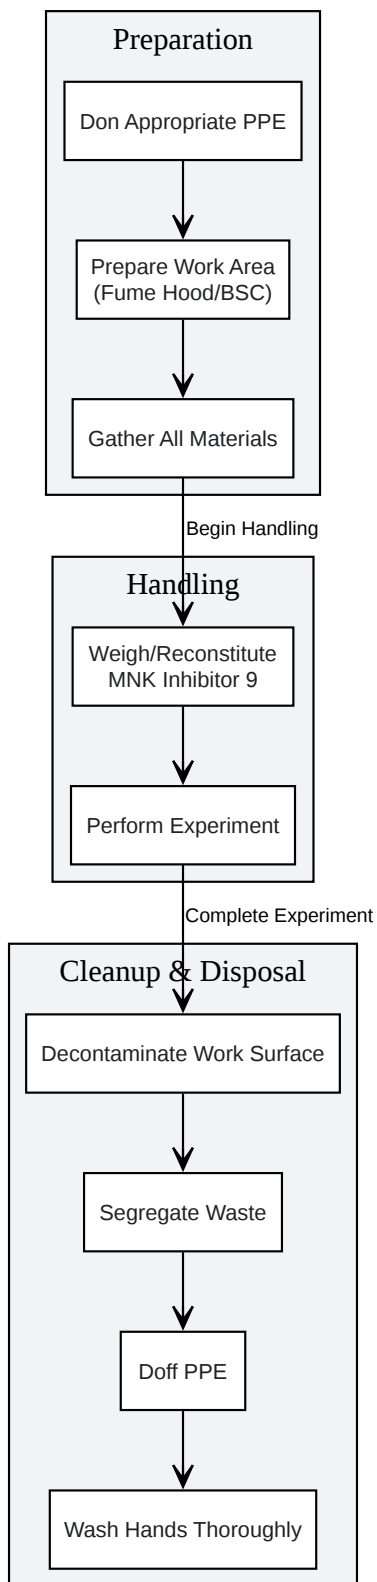 Preparation
Don Appropriate PPE
Prepare Work Area
(Fume Hood/BSC)
Gather All Materials
Begin Handling
Handling
Weigh/Reconstitute
MNK Inhibitor 9
Perform Experiment
Complete Experiment
Cleanup & Disposal
Decontaminate Work Surface
Segregate Waste
Doff PPE
Wash Hands Thoroughly